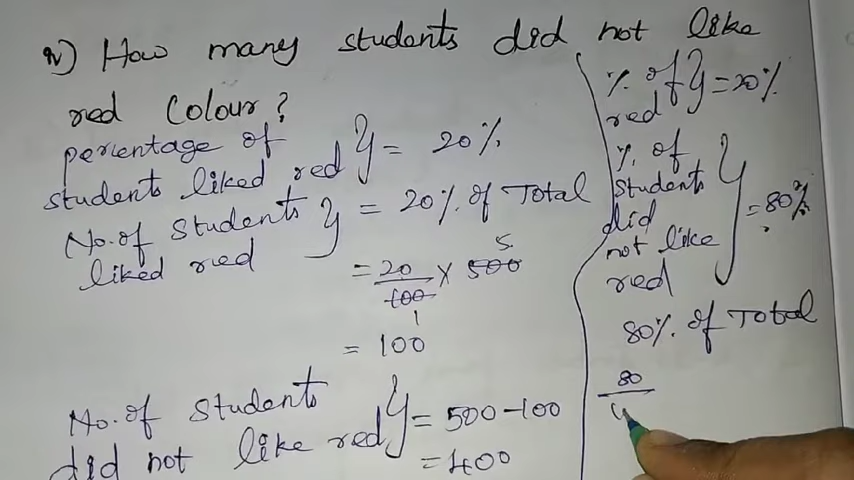 iv) How many students did not like
red Colour?
percentage of
students liked red } = 20%
No. of Students
liked red } = 20% of Total
= 20/100 × 500 5
1
= 100
No. of Students
did not like red } = 500 - 100
= 400
% of
red } = 20%
% of
students
did
not like
red } = 80%
80% of Total
80